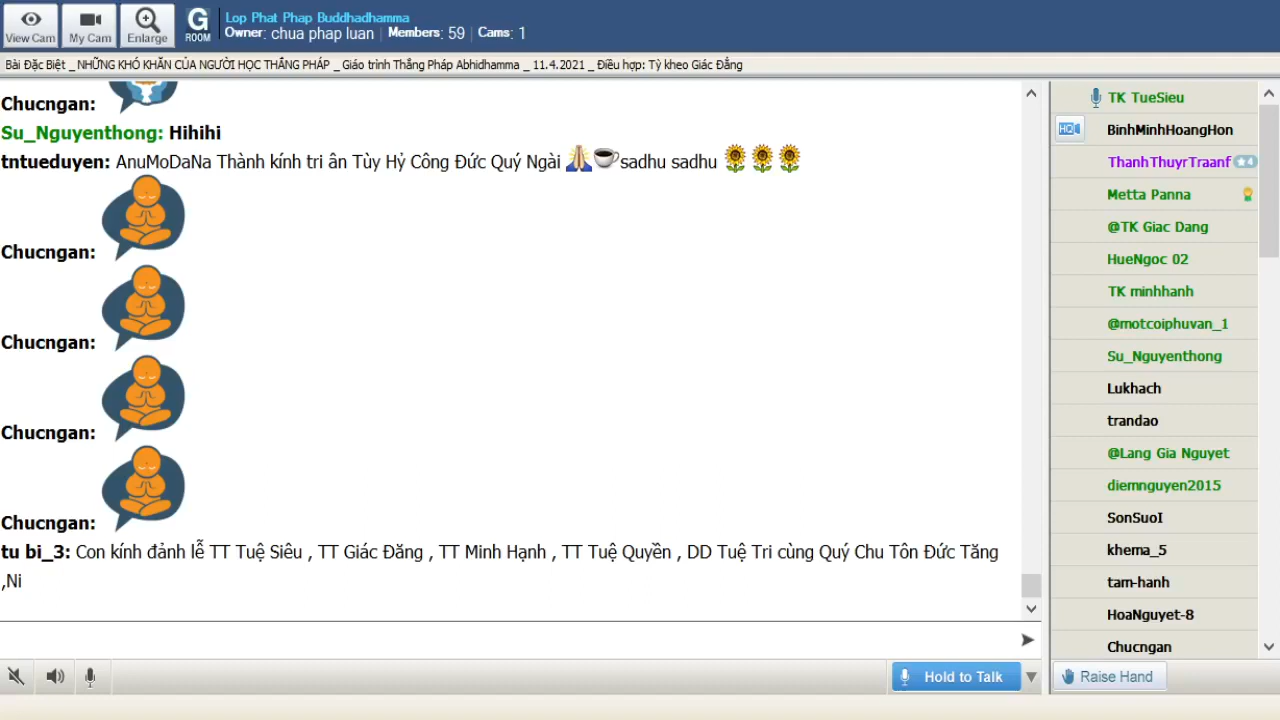 View Cam
My Cam
Enlarge
G
ROOM
Lop Phat Phap Buddhadhamma
Owner: chua phap luan Members: 59 Cams: 1
Bài Đặc Biệt _ NHỮNG KHÓ KHĂN CỦA NGƯỜI HỌC THẮNG PHÁP _ Giáo trình Thắng Pháp Abhidhamma _ 11.4.2021 _ Điều hợp: Tỳ kheo Giác Đẳng
Chucngan:
Su_Nguyenthong: Hihihi
tntueduyen: AnuMoDaNa Thành kính tri ân Tùy Hỷ Công Đức Quý Ngài sadhu sadhu
Chucngan:
Chucngan:
Chucngan:
Chucngan:
tu bi_3: Con kính đảnh lễ TT Tuệ Siêu , TT Giác Đăng , TT Minh Hạnh , TT Tuệ Quyền , DD Tuệ Tri cùng Quý Chu Tôn Đức Tăng
,Ni
TK TueSieu
HQ
BinhMinhHoangHon
ThanhThuyrTraanf
4
Metta Panna
@TK Giac Dang
HueNgoc 02
TK minhhanh
@motcoiphuvan_1
Su_Nguyenthong
Lukhach
trandao
@Lang Gia Nguyet
diemnguyen2015
SonSuoI
khema_5
tam-hanh
HoaNguyet-8
Chucngan
Hold to Talk
Raise Hand